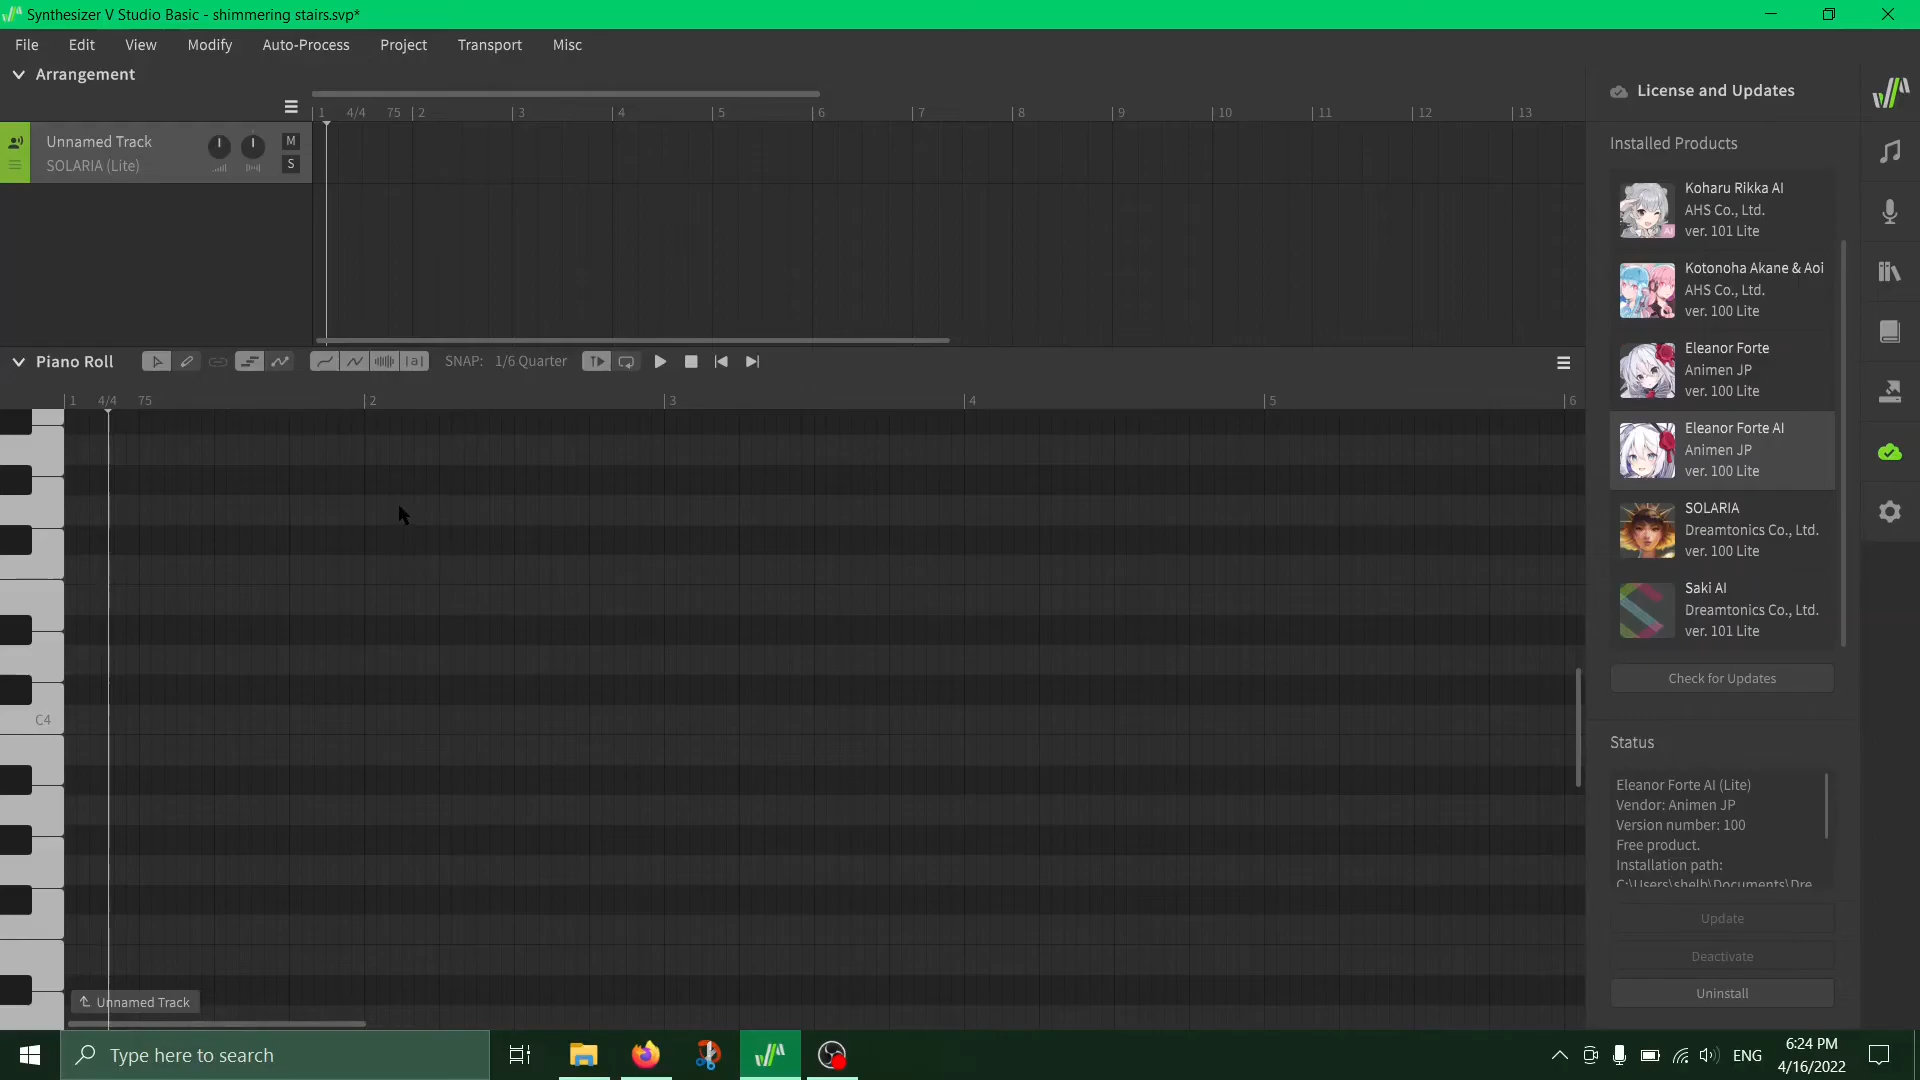 Synthesizer V Studio Basic - shimmering stairs.svp*
File Edit View Modify Auto-Process Project Transport Misc
Arrangement
1 4/4 75 2 3 4 5 6 7 8 9 10 11 12 13
Unnamed Track
M
SOLARIA (Lite)
S
Piano Roll
SNAP: 1/6 Quarter
1 4/4 75 2 3 4 5 6
C4
Unnamed Track
License and Updates
Installed Products
Koharu Rikka AI
AHS Co., Ltd.
ver. 101 Lite
Kotonoha Akane & Aoi
AHS Co., Ltd.
ver. 100 Lite
Eleanor Forte
Animen JP
ver. 100 Lite
Eleanor Forte AI
Animen JP
ver. 100 Lite
SOLARIA
Dreamtonics Co., Ltd.
ver. 100 Lite
Saki AI
Dreamtonics Co., Ltd.
ver. 101 Lite
Check for Updates
Status
Eleanor Forte AI (Lite)
Vendor: Animen JP
Version number: 100
Free product.
Installation path:
C:\Users\shelb\Documents\Dre
Update
Deactivate
Uninstall
Type here to search
ENG
6:24 PM
4/16/2022